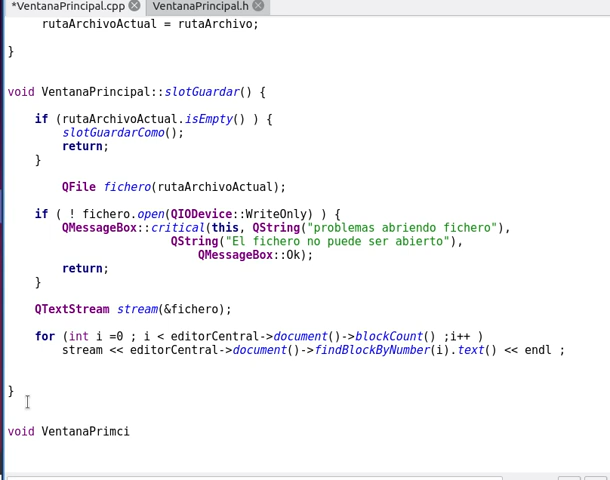 *VentanaPrincipal.cpp VentanaPrincipal.h
rutaArchivoActual = rutaArchivo;
}
void VentanaPrincipal::slotGuardar() {
if (rutaArchivoActual.isEmpty() ) {
slotGuardarComo();
return;
}
QFile fichero(rutaArchivoActual);
if ( ! fichero.open(QIODevice::WriteOnly) ) {
QMessageBox::critical(this, QString("problemas abriendo fichero"),
QString("El fichero no puede ser abierto"),
QMessageBox::Ok);
return;
}
QTextStream stream(&fichero);
for (int i =0 ; i < editorCentral->document()->blockCount() ;i++ )
stream << editorCentral->document()->findBlockByNumber(i).text() << endl ;
}
void VentanaPrimci